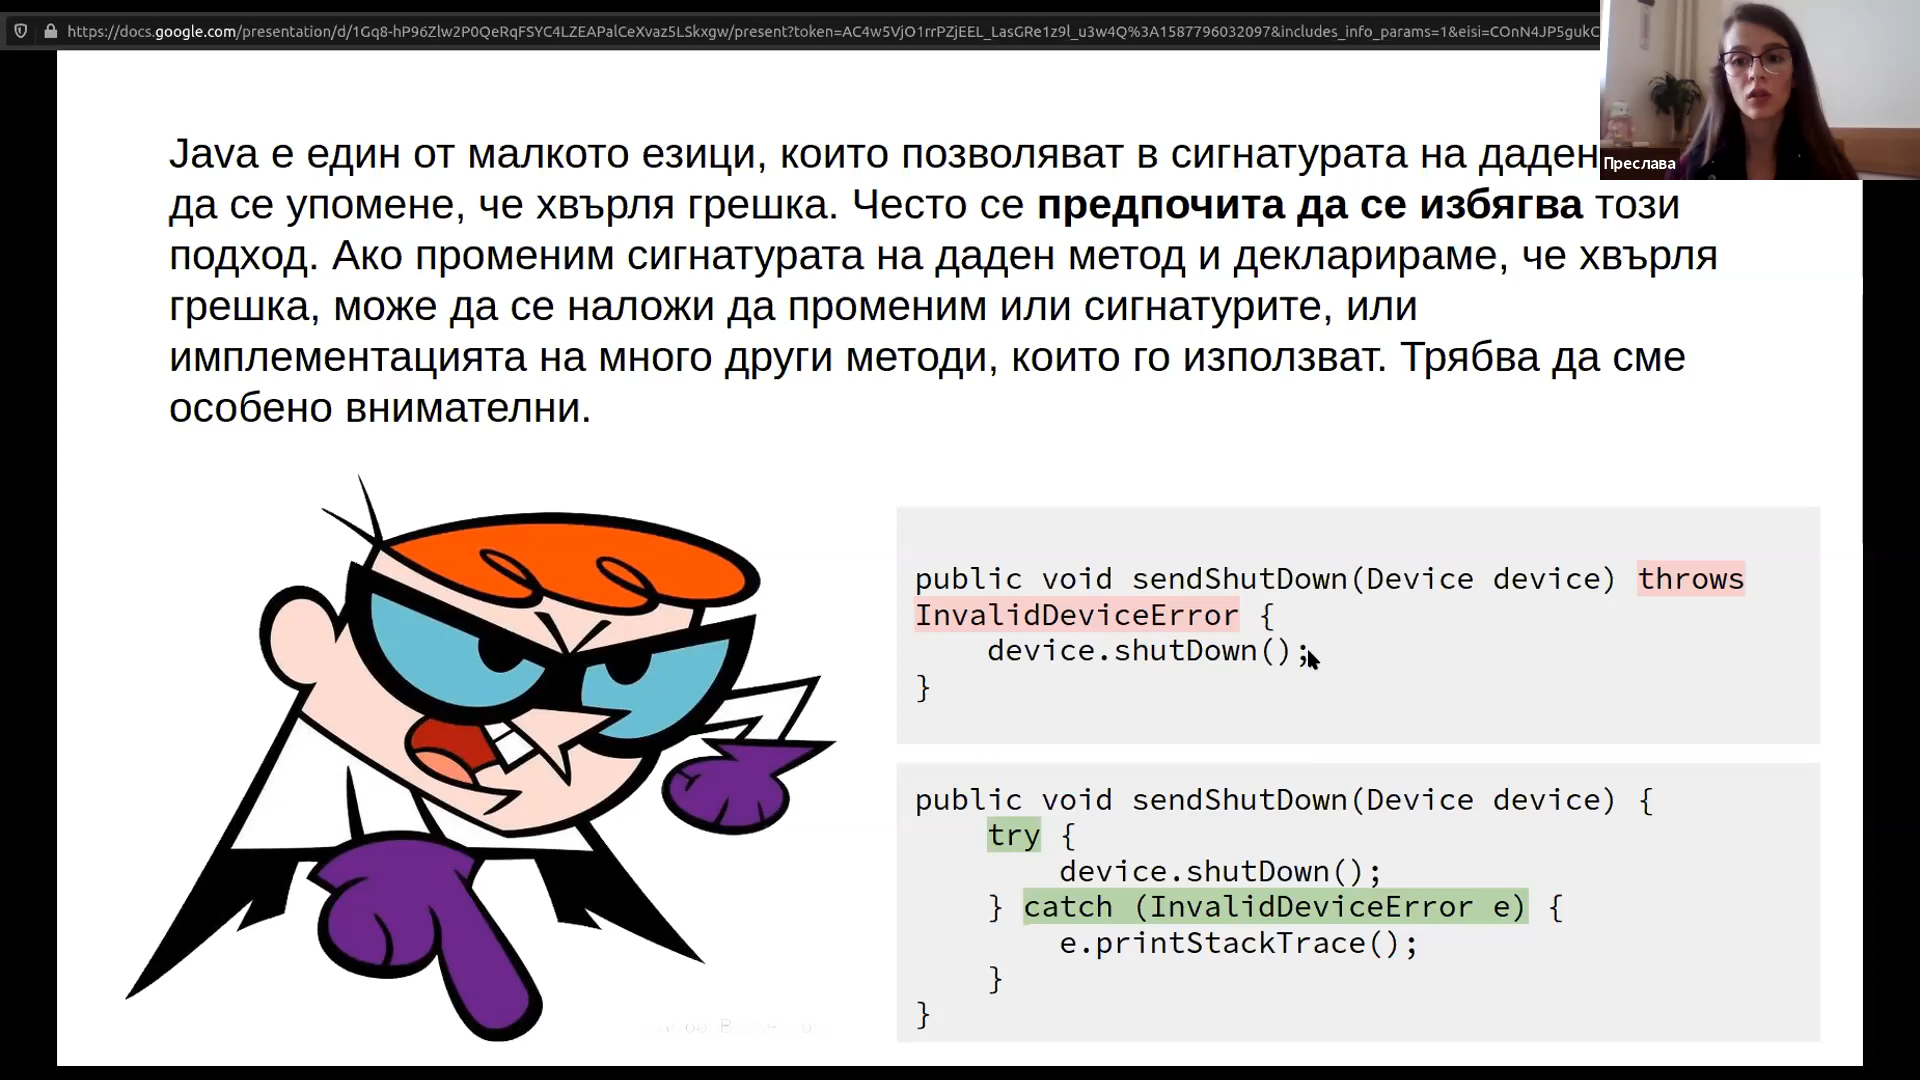 https://docs.google.com/presentation/d/1Gq8-hP96Zlw2P0QeRqFSYC4LZEAPalCeXvaz5LSkxgw/present?token=AC4w5VjO1rrPZjEEL_LasGRe1z9l_u3w4Q%3A1587796032097&includes_info_params=1&eisi=COnN4JP5gukC
Преслава
Java е един от малкото езици, които позволяват в сигнатурата на даден
да се упомене, че хвърля грешка. Често се предпочита да се избягва този
подход. Ако променим сигнатурата на даден метод и декларираме, че хвърля
грешка, може да се наложи да променим или сигнатурите, или
имплементацията на много други методи, които го използват. Трябва да сме
особено внимателни.
public void sendShutDown(Device device) throws
InvalidDeviceError {
device.shutDown();
}
public void sendShutDown(Device device) {
try {
device.shutDown();
} catch (InvalidDeviceError e) {
e.printStackTrace();
}
}